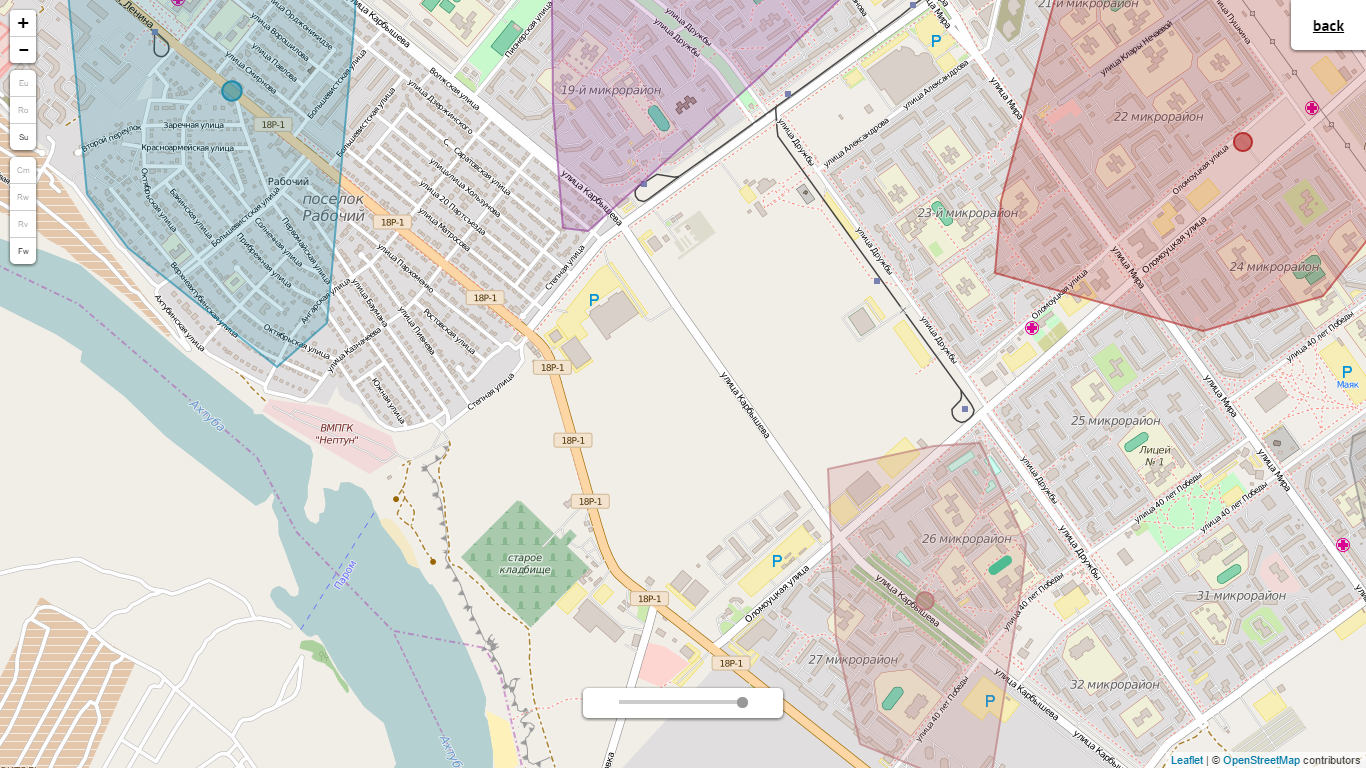 +
−
Eu
Ro
Su
Cm
Rw
Rv
Fw
back
21-й микрорайон
улица Карбышева
Пионерская улица
улица Дружбы
улица Дружбы
улица Мира
улица Пушкина
улица Клары Нечаевой
улица Орджоникидзе
улица Ворошилова
улица Павлова
улица Смирнова
Большевистская улица
Волжская улица
улица Дзержинского
19-й микрорайон
P
улица Александрова
улица Мира
22 микрорайон
18Р-1
Заречная улица
Второй переулок
Красноармейская улица
Большевистская улица
С.-Саратовская улица
улица Дружбы
улица Александрова
Оломоуцкая улица
Рабочий
поселок
Рабочий
Октябрьская улица
Бакинская улица
Большевистская улица
улица Хользунова
улица 20 Партсъезда
улица Матросова
улица Карбышева
23-й микрорайон
18Р-1
Первомайская улица
Солнечная улица
Прибрежная улица
Верхнеахтубинская улица
улица Пархоменко
Степная улица
улица Дружбы
Оломоуцкая улица
улица Мира
24 микрорайон
Ахтубинская улица
Ангарская улица
улица Баумана
улица Пивнева
Ростовская улица
18Р-1
P
Оломоуцкая улица
Октябрьская улица
улица Казначеева
улица Дружбы
улица 40 лет Победы
18Р-1
Южная улица
Степная улица
улица Карбышева
улица Мира
P
Маяк
Ахтуба
ВМПГК
"Нептун"
25 микрорайон
Лицей
№ 1
18Р-1
улица Дружбы
улица Мира
улица 40 лет Победы
улица 40 лет Победы
18Р-1
26 микрорайон
улица Дружбы
Паром
старое
кладбище
P
Оломоуцкая улица
улица Карбышева
улица 40 лет Победы
31 микрорайон
18Р-1
27 микрорайон
18Р-1
улица Карбышева
32 микрорайон
P
улица 40 лет Победы
улица Карбышева
Ахтуба
Leaflet | © OpenStreetMap contributors